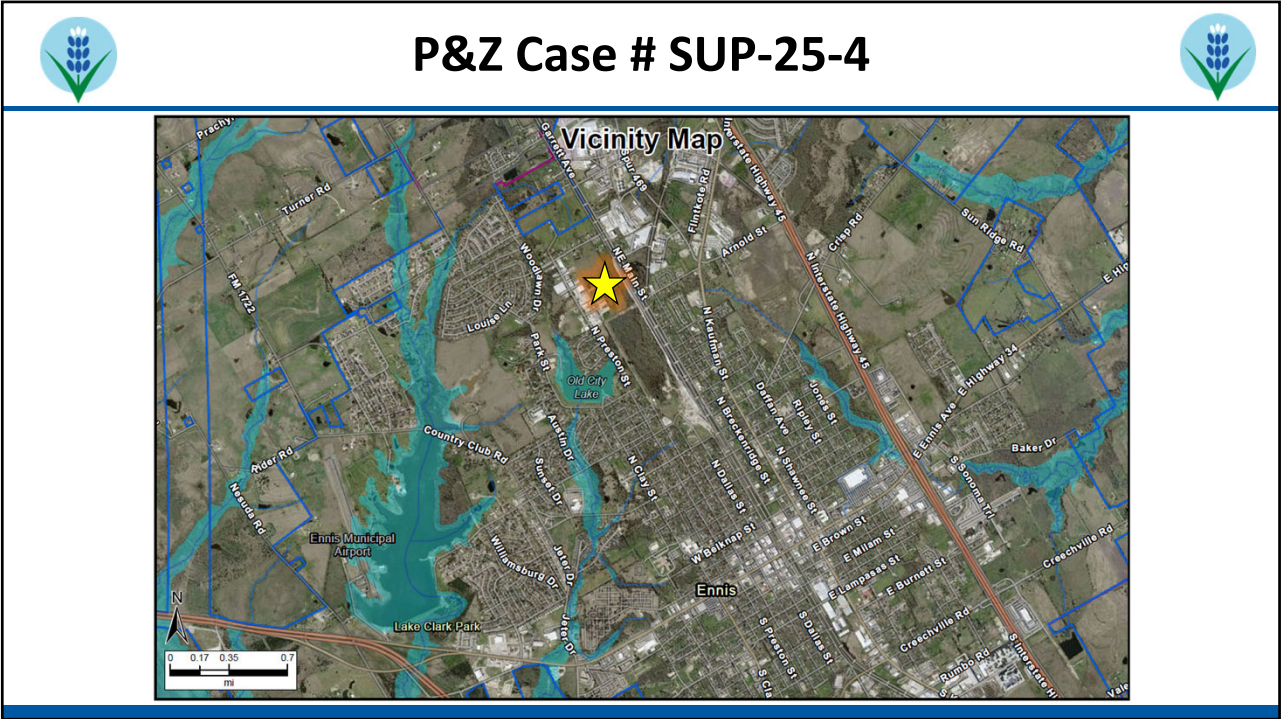 P&Z Case # SUP-25-4
Vicinity Map
Garrett Ave
Spur 469
Flintkote Rd
Interstate Highway 45
Turner Rd
FM 1722
Woodlawn Dr
Louise Ln
Park St
NE Main St
Arnold St
Crisp Rd
Sun Ridge Rd
N Interstate Highway 45
N Preston St
N Kaufman St
Old City
Lake
Daffan Ave
Jones St
Ripley St
E Highway 34
E Ennis Ave
Baker Dr
S Sonoma Trl
Country Club Rd
Austin Dr
Sunset Dr
N Clay St
N Dallas St
N Breckenridge St
N Shawnee St
Rider Rd
Nesuda Rd
Ennis Municipal
Airport
Williamsburg Dr
Jeter Dr
W Belknap St
E Brown St
E Milam St
E Lampasas St
E Burnett St
Creechville Rd
Ennis
Lake Clark Park
Jeter Dr
S Preston St
S Dallas St
Creechville Rd
Rumbo Rd
N
0 0.17 0.35 0.7
mi